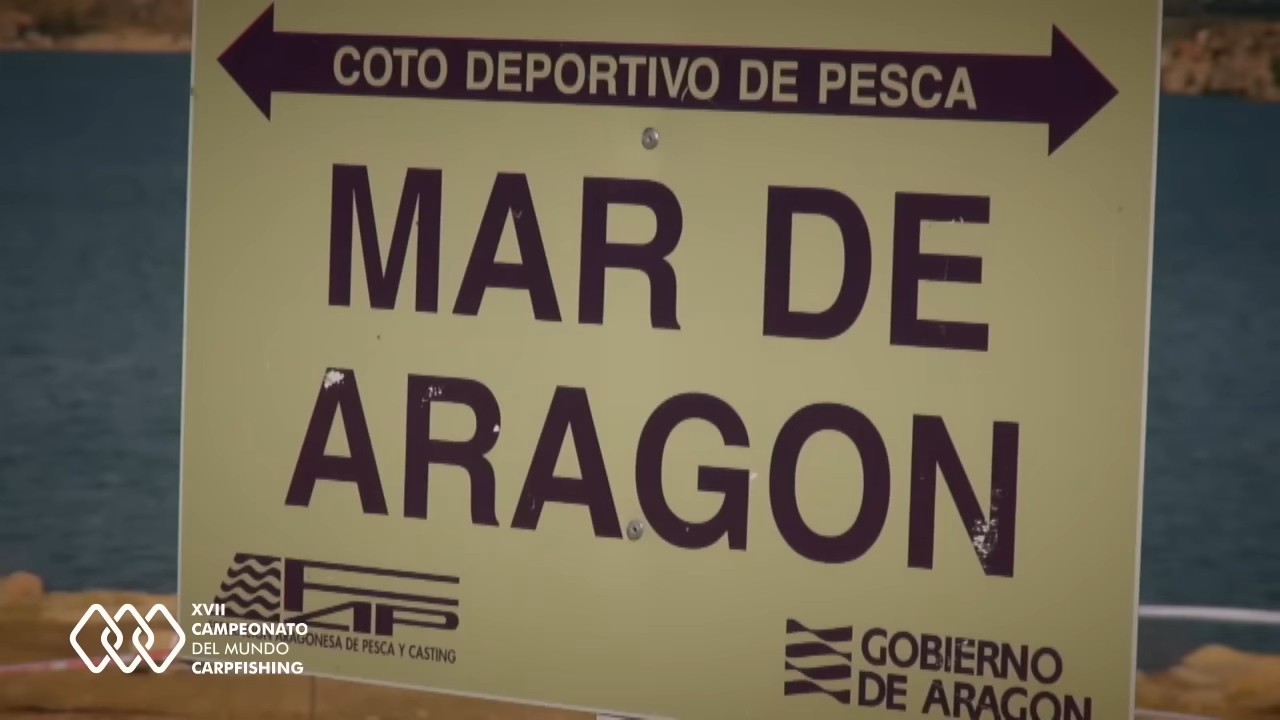 COTO DEPORTIVO DE PESCA
MAR DE
ARAGON
FAP
ARAGONESA DE PESCA Y CASTING
GOBIERNO
DE ARAGON
XVII
CAMPEONATO
DEL MUNDO
CARPFISHING